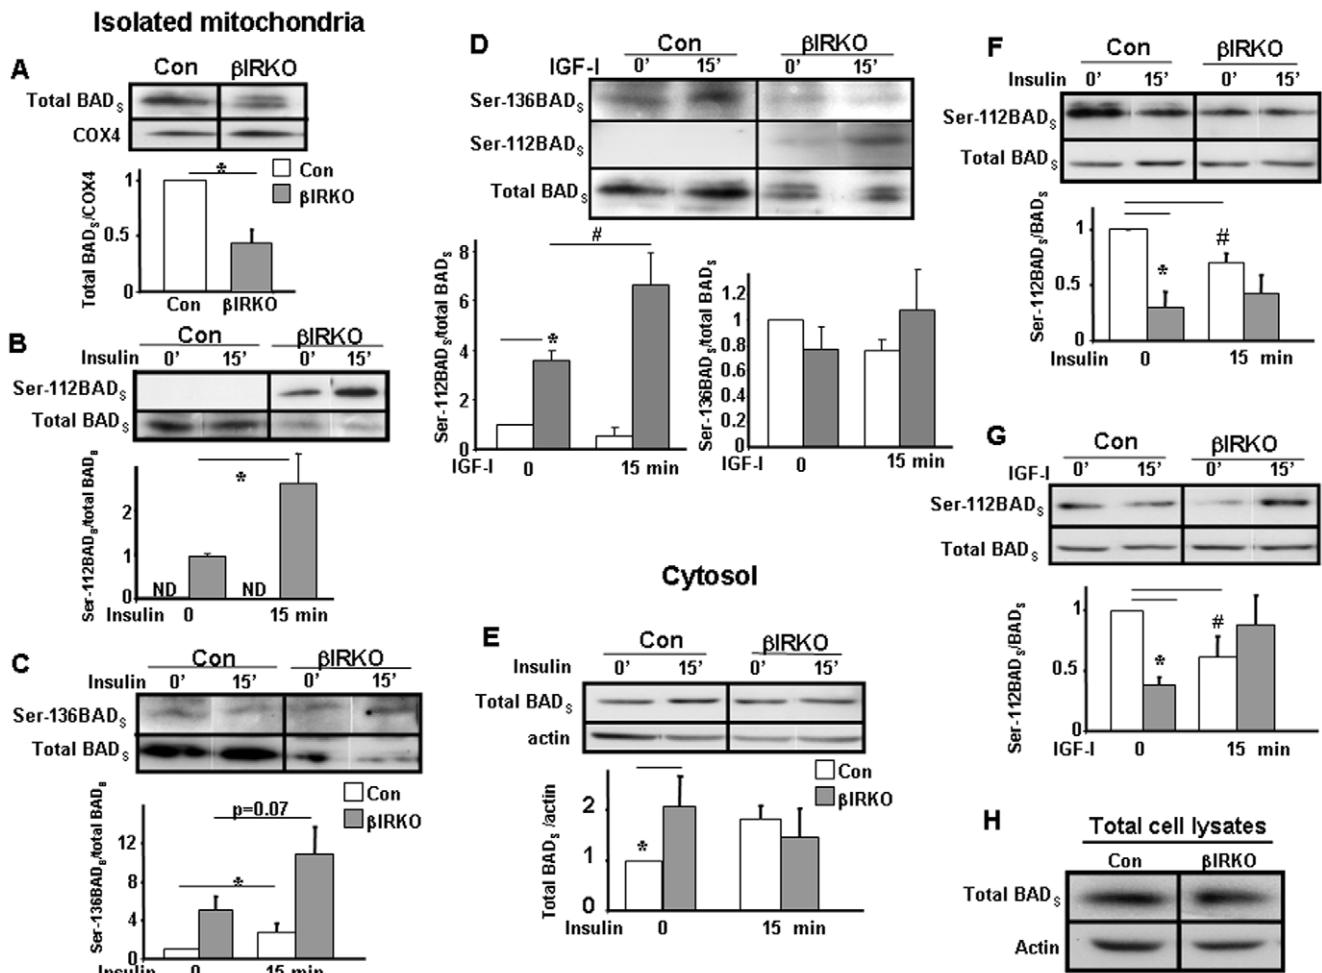 Isolated mitochondria
A
Con βIRKO
Total BADS
COX4
Con
βIRKO
*
Total BADS/COX4
1
0.5
0
Con βIRKO
B
Con βIRKO
Insulin 0' 15' 0' 15'
Ser-112BADS
Total BADS
Ser-112BADS/total BADS
*
2
1
0
ND ND
Insulin 0 15 min
C
Con βIRKO
Insulin 0' 15' 0' 15'
Ser-136BADS
Total BADS
Con
βIRKO
Ser-136BADS/total BADS
p=0.07
*
12
8
4
0
Insulin 0 15 min
D
Con βIRKO
IGF-I 0' 15' 0' 15'
Ser-136BADS
Ser-112BADS
Total BADS
Ser-112BADS/total BADS
#
*
8
6
4
2
0
IGF-I 0 15 min
Ser-136BADS/total BADS
1.2
1
0.8
0.6
0.4
0.2
0
IGF-I 0 15 min
Cytosol
E
Con βIRKO
Insulin 0' 15' 0' 15'
Total BADS
actin
Con
βIRKO
Total BADS /actin
*
2
1
0
Insulin 0 15 min
F
Con βIRKO
Insulin 0' 15' 0' 15'
Ser-112BADS
Total BADS
Ser-112BADS/BADS
1
0.5
0
*
#
Insulin 0 15 min
G
Con βIRKO
IGF-I 0' 15' 0' 15'
Ser-112BADS
Total BADS
Ser-112BADS/BADS
1
0.5
0
*
#
IGF-I 0 15 min
H
Total cell lysates
Con βIRKO
Total BADS
Actin